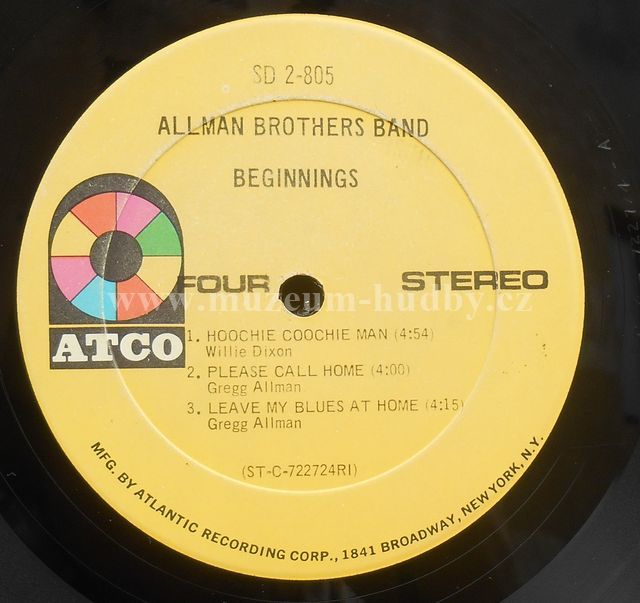 SD 2-805
ALLMAN BROTHERS BAND
BEGINNINGS
FOUR STEREO
www.muzeum-hudby.cz
ATCO
1. HOOCHIE COOCHIE MAN (4:54)
Willie Dixon
2. PLEASE CALL HOME (4:00)
Gregg Allman
3. LEAVE MY BLUES AT HOME (4:15)
Gregg Allman
(ST-C-722724RI)
MFG. BY ATLANTIC RECORDING CORP., 1841 BROADWAY, NEW YORK, N.Y.